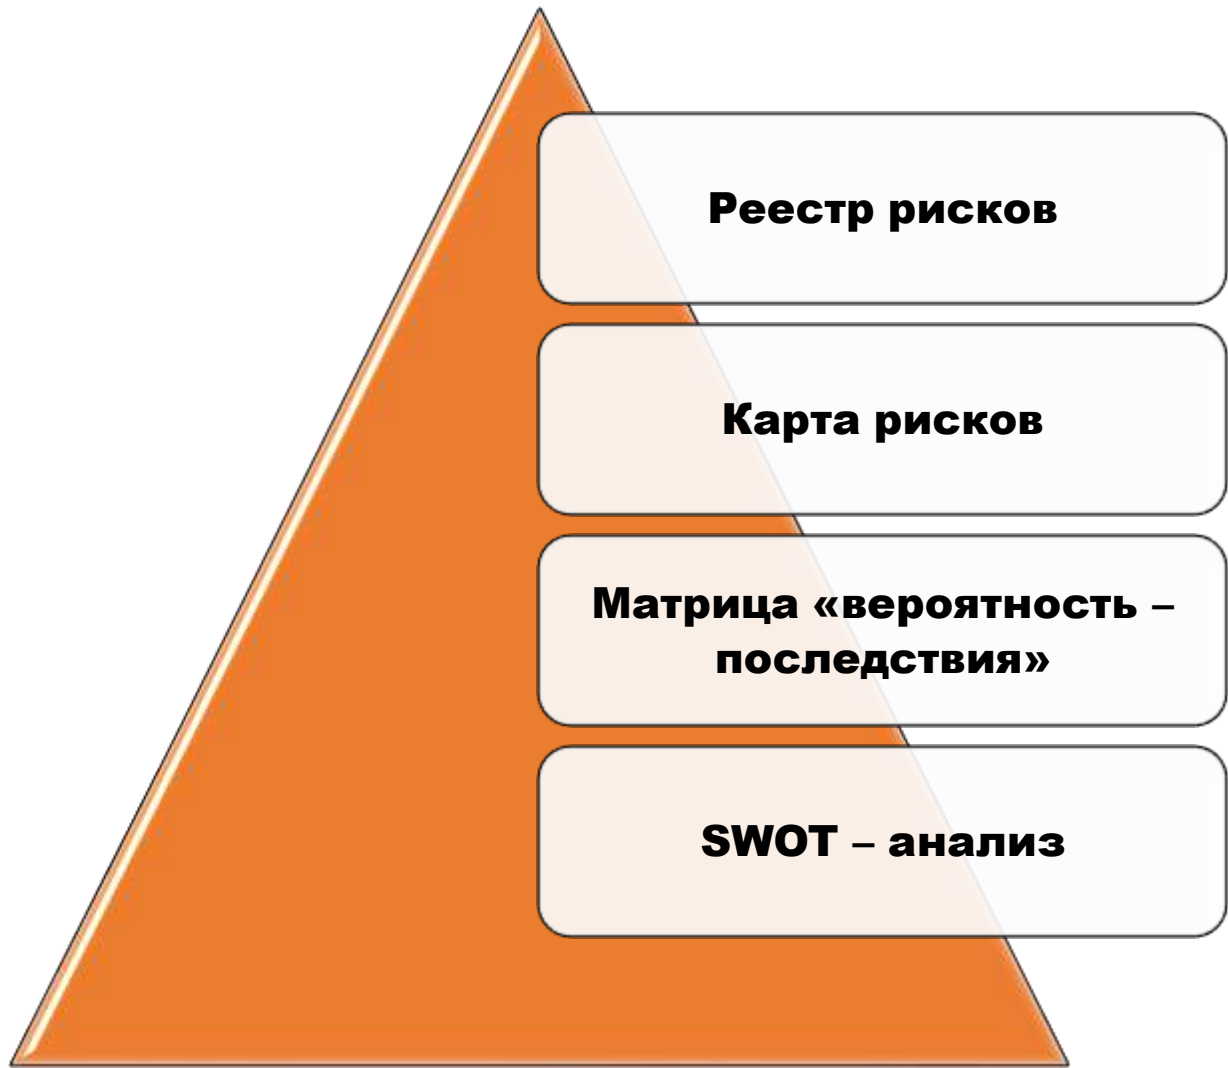 Реестр рисков
Карта рисков
Матрица «вероятность –
последствия»
SWOT – анализ